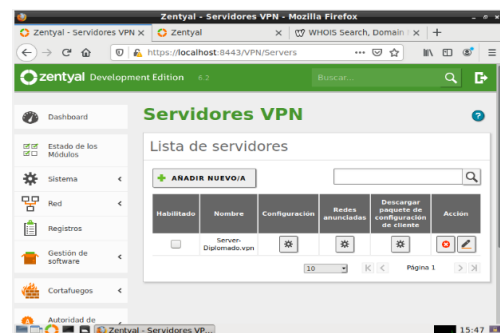 Zentyal - Servidores VPN - Mozilla Firefox
Zentyal - Servidores VPN
Zentyal
WHOIS Search, Domain
https://localhost:8443/VPN/Servers
zentyal Development Edition 6.2
Buscar...
Dashboard
Estado de los
Módulos
Sistema
Red
Registros
Gestión de
software
Cortafuegos
Autoridad de
Servidores VPN
Lista de servidores
AÑADIR NUEVO/A
Habilitado
Nombre
Configuración
Redes
anunciadas
Descargar
paquete de
configuración
de cliente
Acción
Server-
Diplomado.vpn
10
Página 1
Zentyal - Servidores VP...
15:47